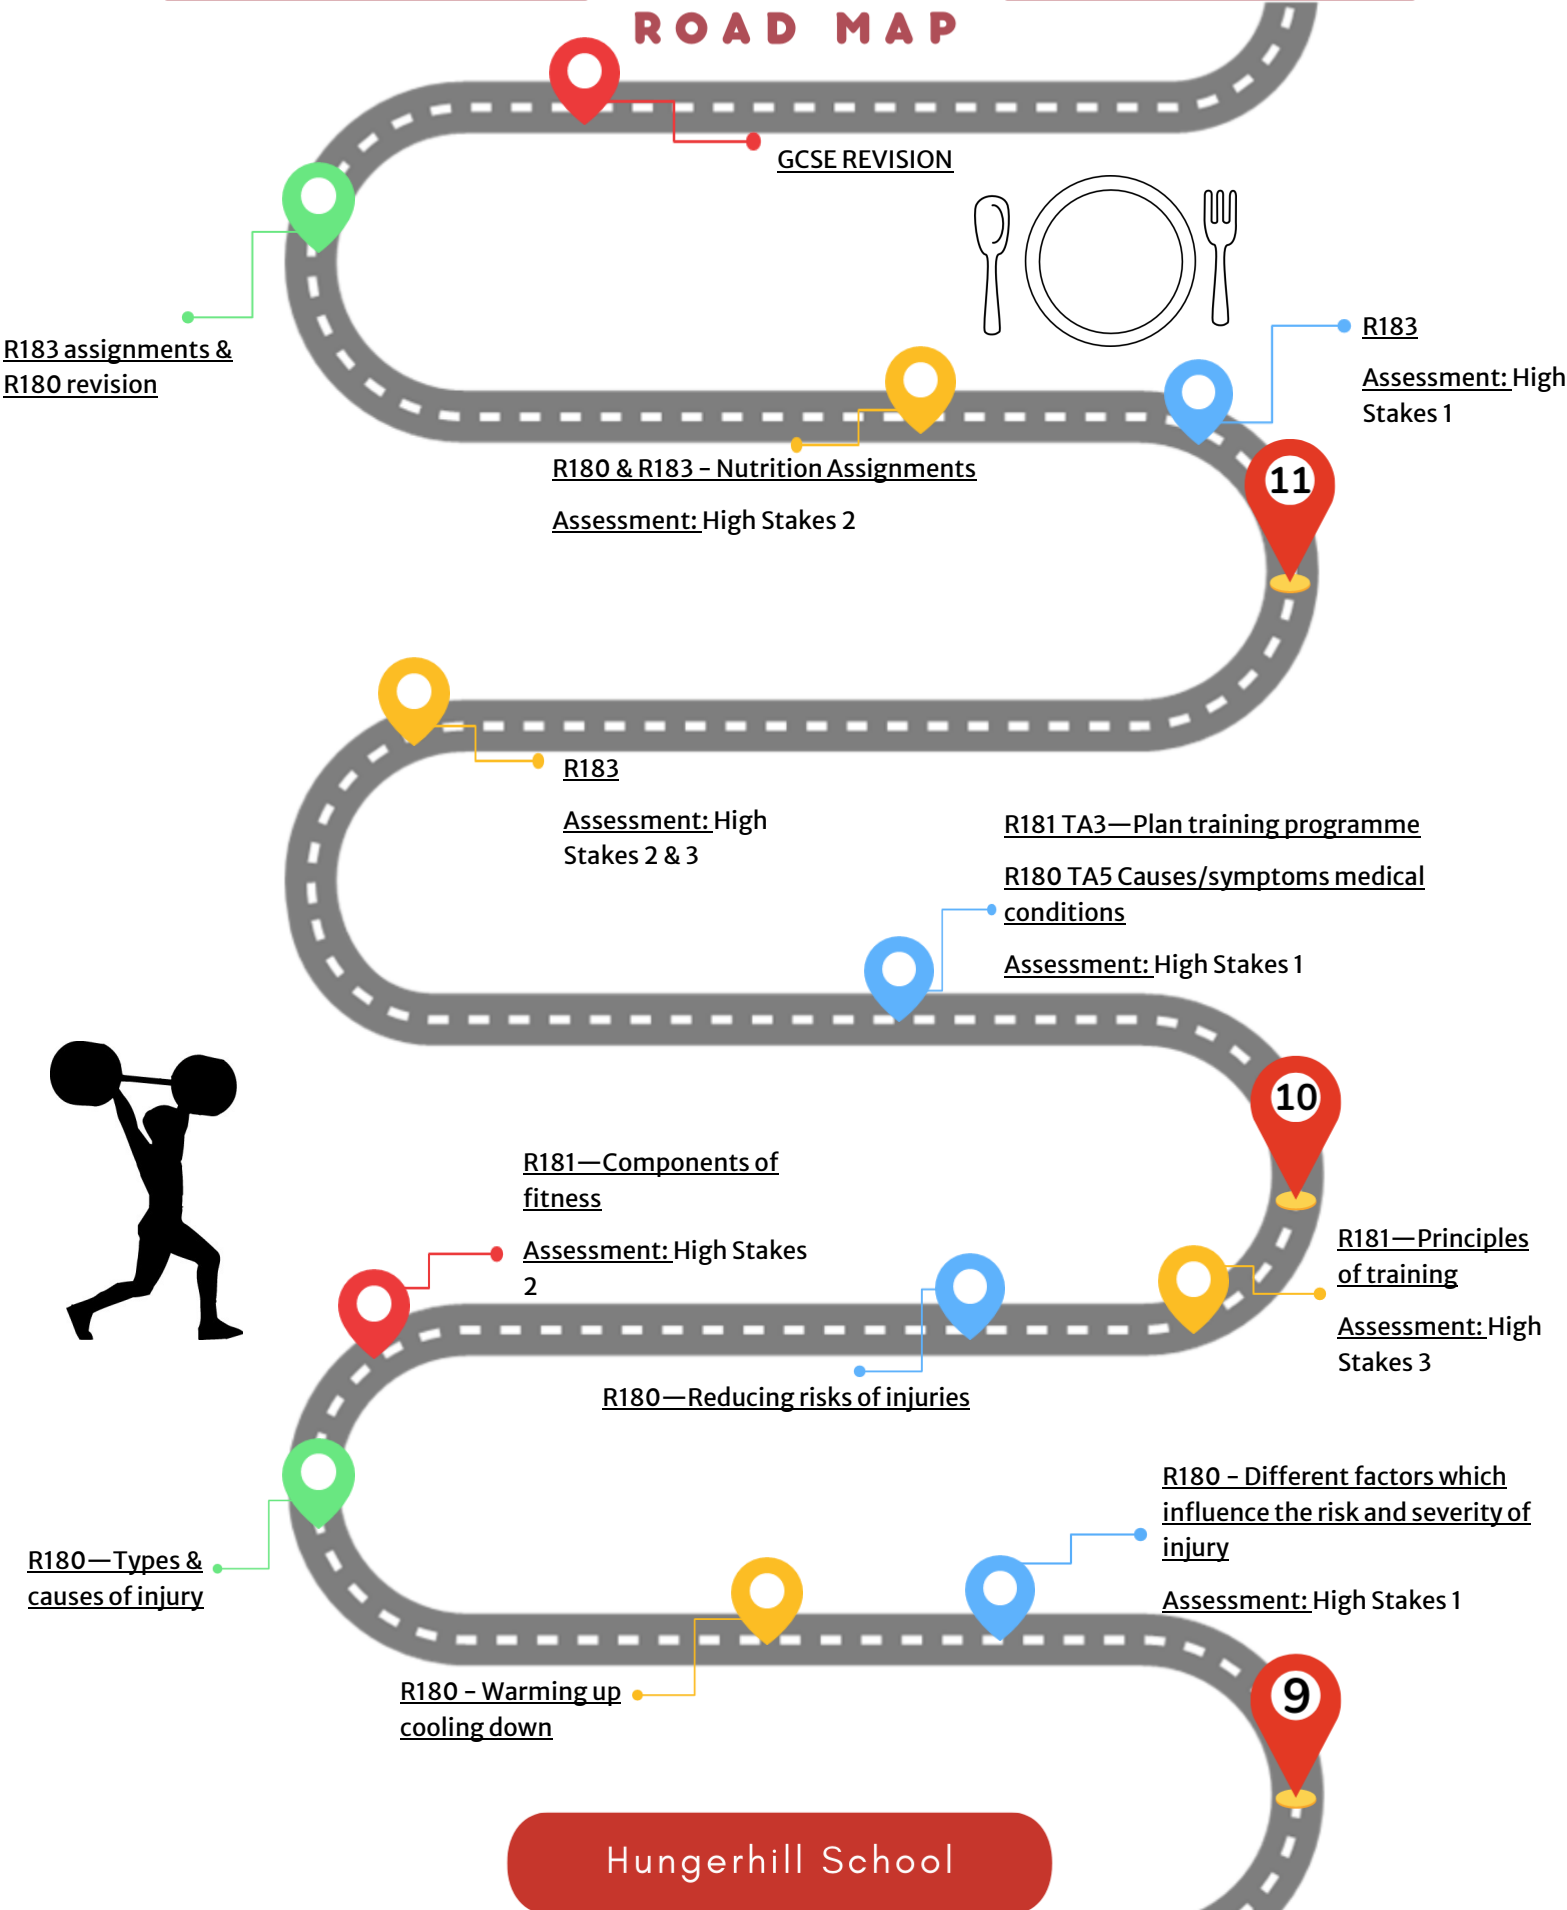 ROAD MAP
GCSE REVISION
R183 assignments &
R180 revision
R183
Assessment: High
Stakes 1
R180 & R183 – Nutrition Assignments
Assessment: High Stakes 2
11
R183
Assessment: High
Stakes 2 & 3
R181 TA3—Plan training programme
R180 TA5 Causes/symptoms medical
conditions
Assessment: High Stakes 1
10
R181—Components of
fitness
Assessment: High Stakes
2
R181—Principles
of training
Assessment: High
Stakes 3
R180—Reducing risks of injuries
R180 – Different factors which
influence the risk and severity of
injury
Assessment: High Stakes 1
R180—Types &
causes of injury
R180 – Warming up
cooling down
9
Hungerhill School